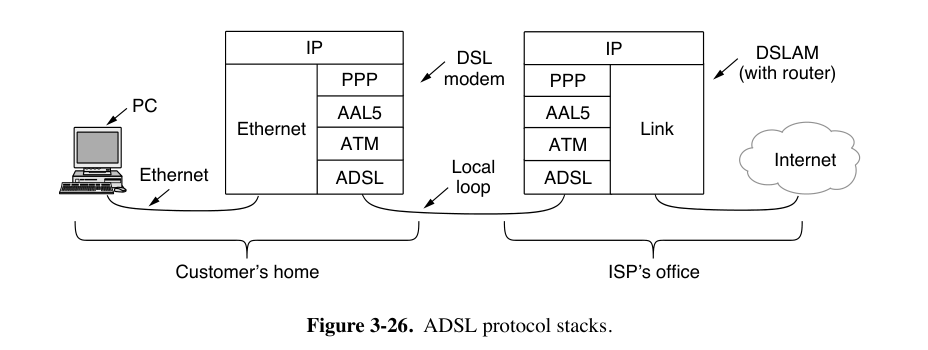 IP
IP
DSL
modem
DSLAM
(with router)
PPP
PPP
PC
AAL5
AAL5
Ethernet
Link
ATM
ATM
Internet
Ethernet
ADSL
Local
loop
ADSL
Customer's home
ISP's office
Figure 3-26. ADSL protocol stacks.